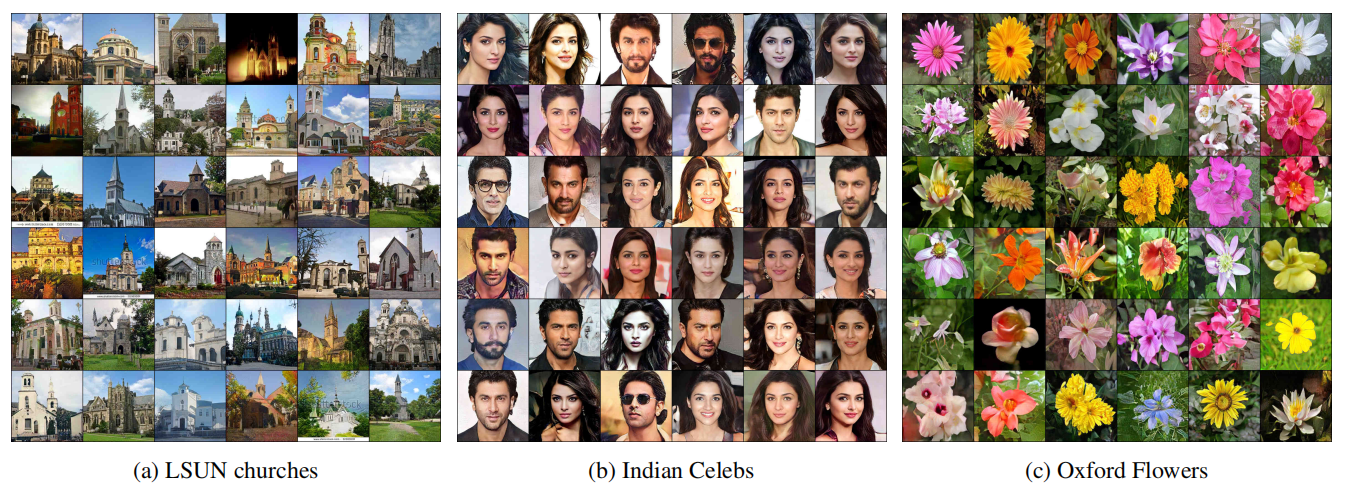 (a) LSUN churches
(b) Indian Celebs
(c) Oxford Flowers